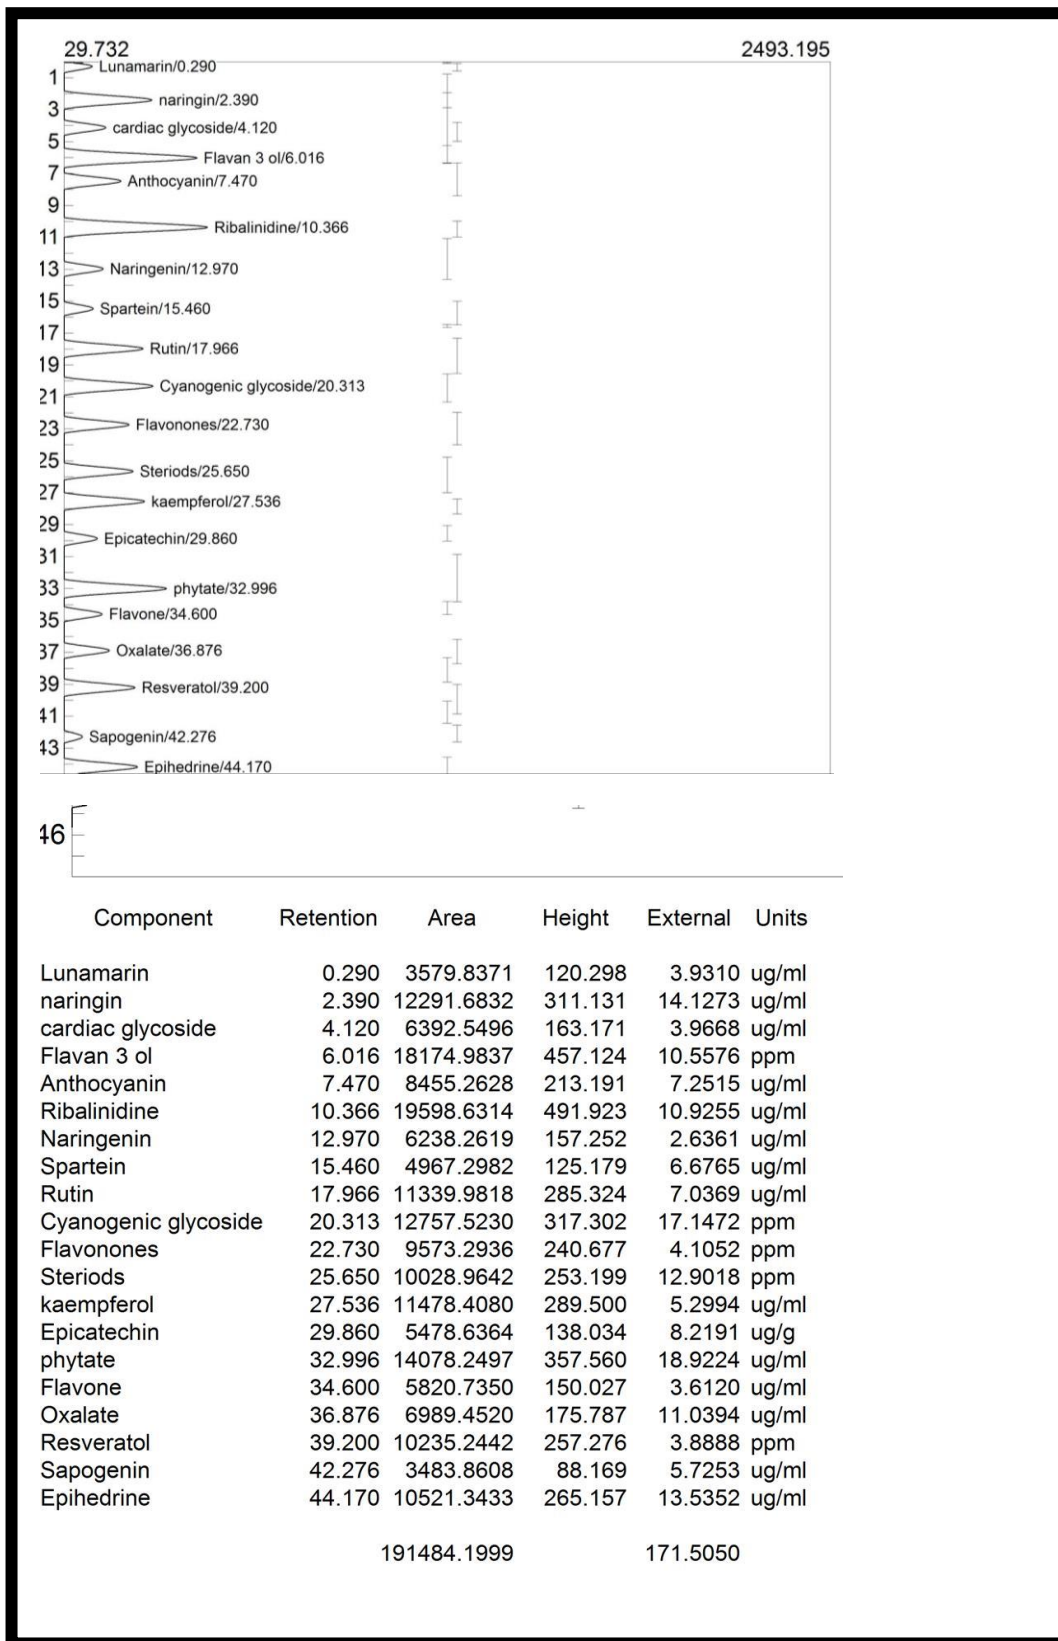 29.732 2493.195
Lunamarin/0.290
1
naringin/2.390
3
cardiac glycoside/4.120
5
Flavan 3 ol/6.016
7
Anthocyanin/7.470
9
Ribalinidine/10.366
11
13 Naringenin/12.970
15
Spartein/15.460
17
Rutin/17.966
19
Cyanogenic glycoside/20.313
21
23 Flavonones/22.730
25
Steriods/25.650
27
kaempferol/27.536
29
Epicatechin/29.860
31
33 phytate/32.996
Flavone/34.600
35
37 Oxalate/36.876
39 Resveratol/39.200
41
Sapogenin/42.276
43
Epihedrine/44.170
46
Component Retention Area Height External Units
Lunamarin 0.290 3579.8371 120.298 3.9310 ug/ml
naringin 2.390 12291.6832 311.131 14.1273 ug/ml
cardiac glycoside 4.120 6392.5496 163.171 3.9668 ug/ml
Flavan 3 ol 6.016 18174.9837 457.124 10.5576 ppm
Anthocyanin 7.470 8455.2628 213.191 7.2515 ug/ml
Ribalinidine 10.366 19598.6314 491.923 10.9255 ug/ml
Naringenin 12.970 6238.2619 157.252 2.6361 ug/ml
Spartein 15.460 4967.2982 125.179 6.6765 ug/ml
Rutin 17.966 11339.9818 285.324 7.0369 ug/ml
Cyanogenic glycoside 20.313 12757.5230 317.302 17.1472 ppm
Flavonones 22.730 9573.2936 240.677 4.1052 ppm
Steriods 25.650 10028.9642 253.199 12.9018 ppm
kaempferol 27.536 11478.4080 289.500 5.2994 ug/ml
Epicatechin 29.860 5478.6364 138.034 8.2191 ug/g
phytate 32.996 14078.2497 357.560 18.9224 ug/ml
Flavone 34.600 5820.7350 150.027 3.6120 ug/ml
Oxalate 36.876 6989.4520 175.787 11.0394 ug/ml
Resveratol 39.200 10235.2442 257.276 3.8888 ppm
Sapogenin 42.276 3483.8608 88.169 5.7253 ug/ml
Epihedrine 44.170 10521.3433 265.157 13.5352 ug/ml
191484.1999 171.5050